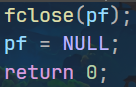 fclose(pf);
pf = NULL;
return 0;